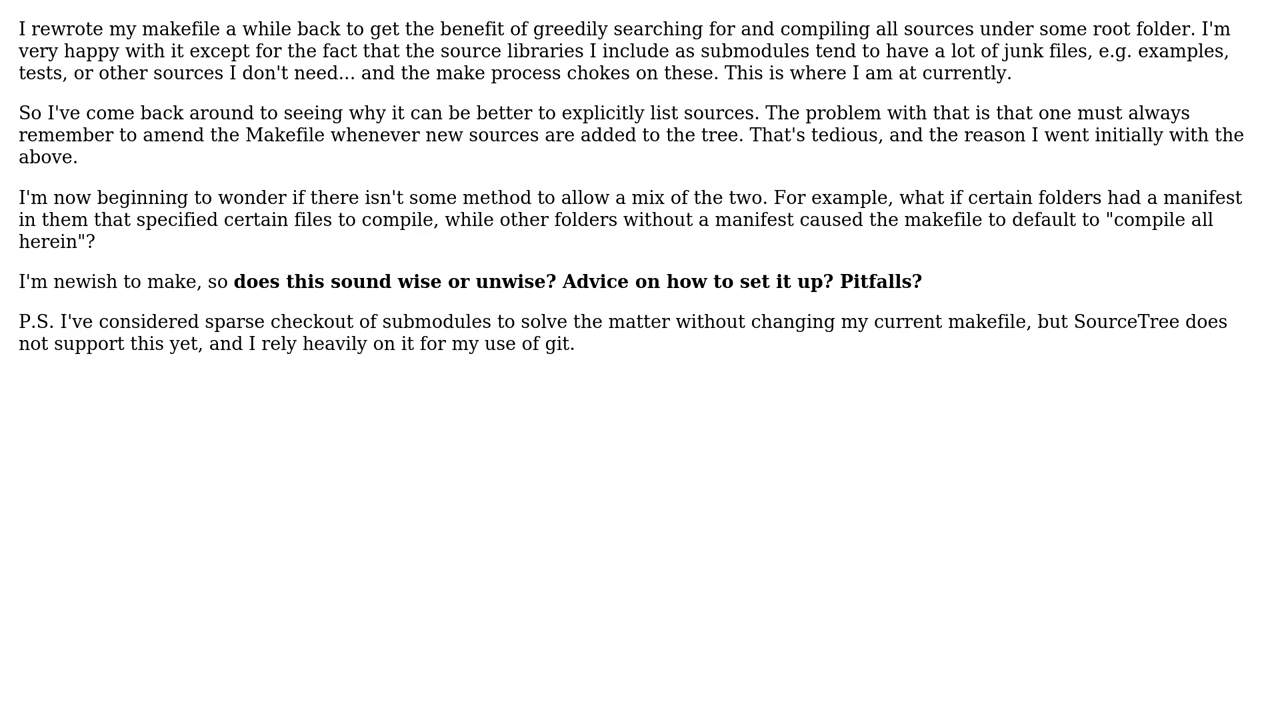 I rewrote my makefile a while back to get the benefit of greedily searching for and compiling all sources under some root folder. I'm
very happy with it except for the fact that the source libraries I include as submodules tend to have a lot of junk files, e.g. examples,
tests, or other sources I don't need... and the make process chokes on these. This is where I am at currently.
So I've come back around to seeing why it can be better to explicitly list sources. The problem with that is that one must always
remember to amend the Makefile whenever new sources are added to the tree. That's tedious, and the reason I went initially with the
above.
I'm now beginning to wonder if there isn't some method to allow a mix of the two. For example, what if certain folders had a manifest
in them that specified certain files to compile, while other folders without a manifest caused the makefile to default to "compile all
herein"?
I'm newish to make, so does this sound wise or unwise? Advice on how to set it up? Pitfalls?
P.S. I've considered sparse checkout of submodules to solve the matter without changing my current makefile, but SourceTree does
not support this yet, and I rely heavily on it for my use of git.